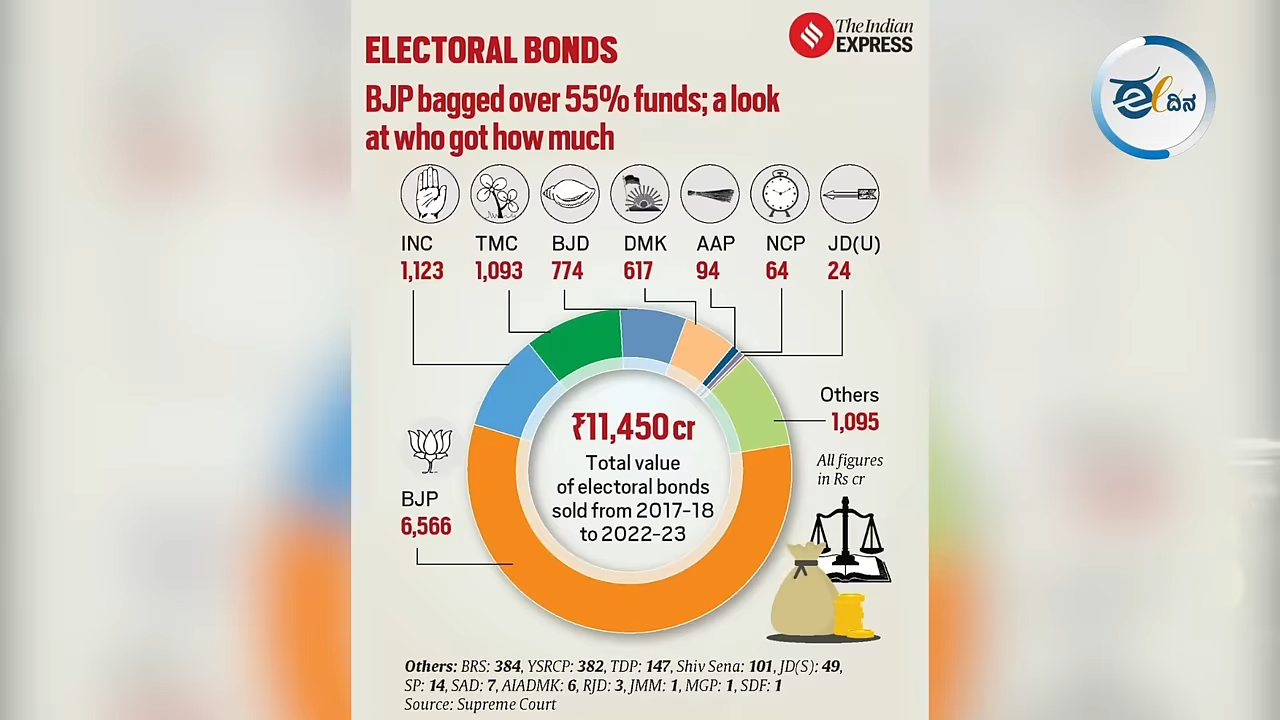 The Indian
EXPRESS
eಲ ದಿನ
ELECTORAL BONDS
BJP bagged over 55% funds; a look
at who got how much
INC TMC BJD DMK AAP NCP JD(U)
1,123 1,093 774 617 94 64 24
Others
1,095
All figures
in Rs cr
₹11,450 cr
Total value
of electoral bonds
sold from 2017-18
to 2022-23
BJP
6,566
Others: BRS: 384, YSRCP: 382, TDP: 147, Shiv Sena: 101, JD(S): 49,
SP: 14, SAD: 7, AIADMK: 6, RJD: 3, JMM: 1, MGP: 1, SDF: 1
Source: Supreme Court